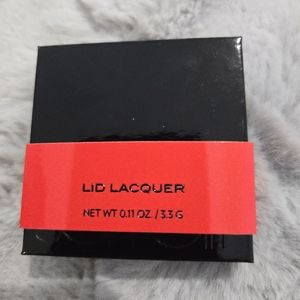 LID LACQUER
NET WT 0.11 OZ. / 3.3 G